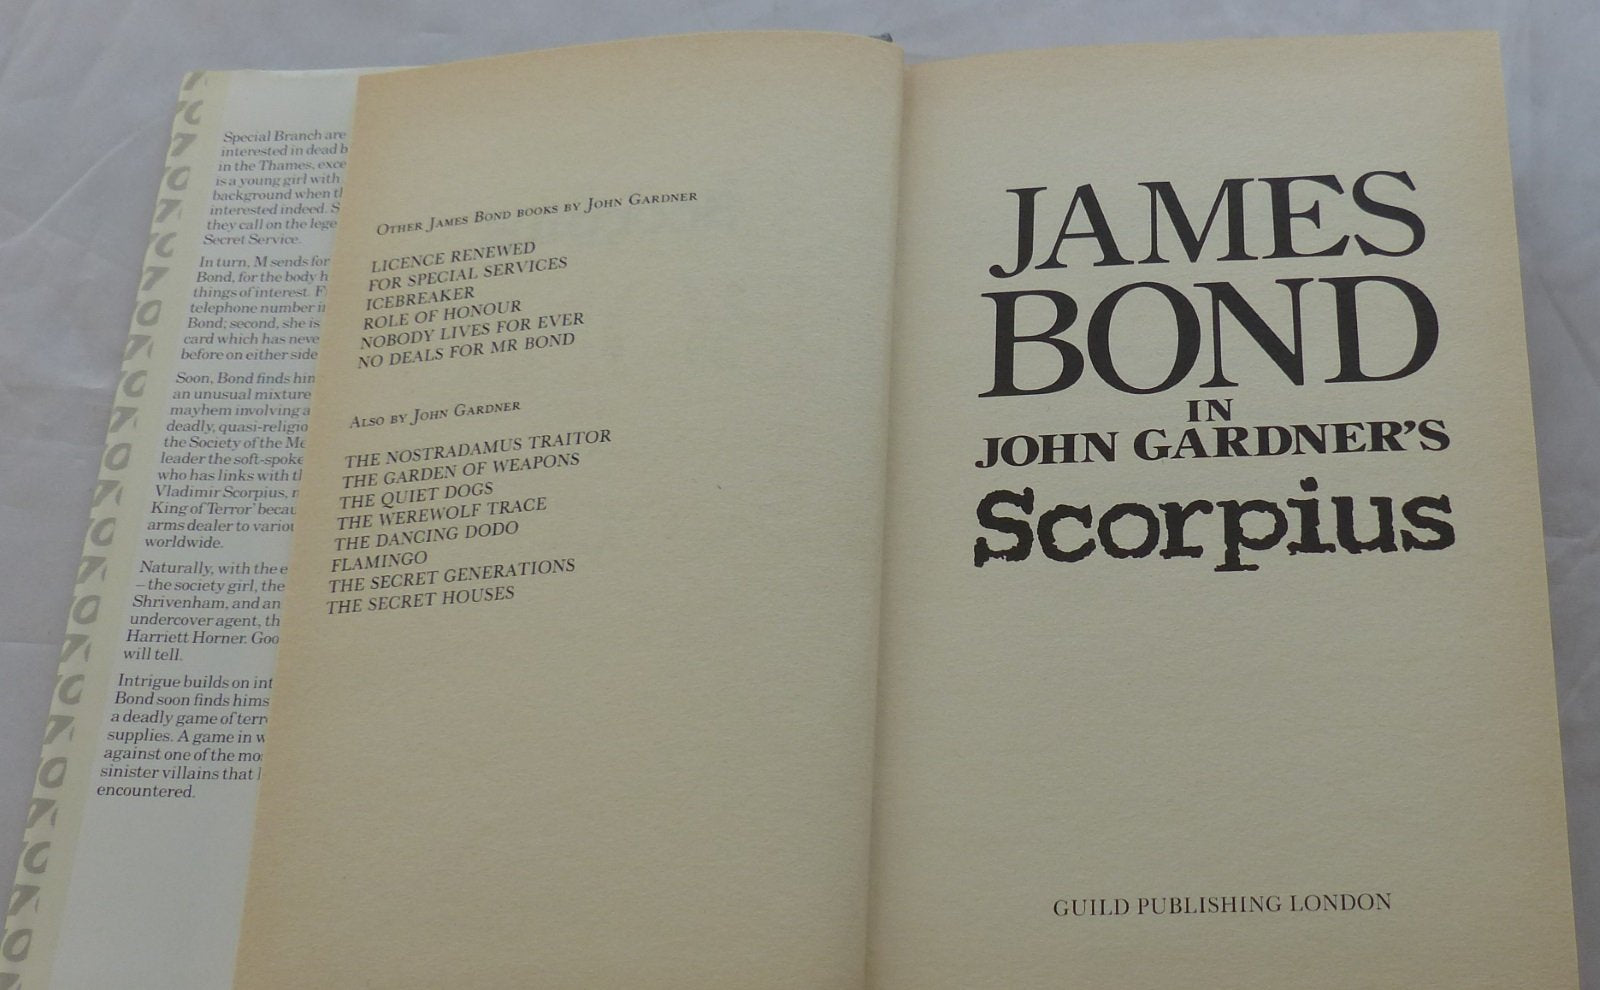 Special Branch are
interested in dead b
in the Thames, exce
is a young girl with
background when th
interested indeed. S
they call on the lege
Secret Service.
In turn, M sends for
Bond, for the body h
things of interest. F
telephone number in
Bond; second, she is
card which has neve
before on either side
Soon, Bond finds him
an unusual mixture
mayhem involving a
deadly, quasi-religio
the Society of the Me
leader the soft-spoke
who has links with th
Vladimir Scorpius,
King of Terror' becau
arms dealer to variou
worldwide.
Naturally, with the e
– the society girl, the
Shrivenham, and an
undercover agent, th
Harriett Horner. Goo
will tell.
Intrigue builds on int
Bond soon finds hims
a deadly game of terr
supplies. A game in w
against one of the mo
sinister villains that
encountered.
OTHER JAMES BOND BOOKS BY JOHN GARDNER
LICENCE RENEWED
FOR SPECIAL SERVICES
ICEBREAKER
ROLE OF HONOUR
NOBODY LIVES FOR EVER
NO DEALS FOR MR BOND
ALSO BY JOHN GARDNER
THE NOSTRADAMUS TRAITOR
THE GARDEN OF WEAPONS
THE QUIET DOGS
THE WEREWOLF TRACE
THE DANCING DODO
FLAMINGO
THE SECRET GENERATIONS
THE SECRET HOUSES
JAMES
BOND
IN
JOHN GARDNER'S
Scorpius
GUILD PUBLISHING LONDON